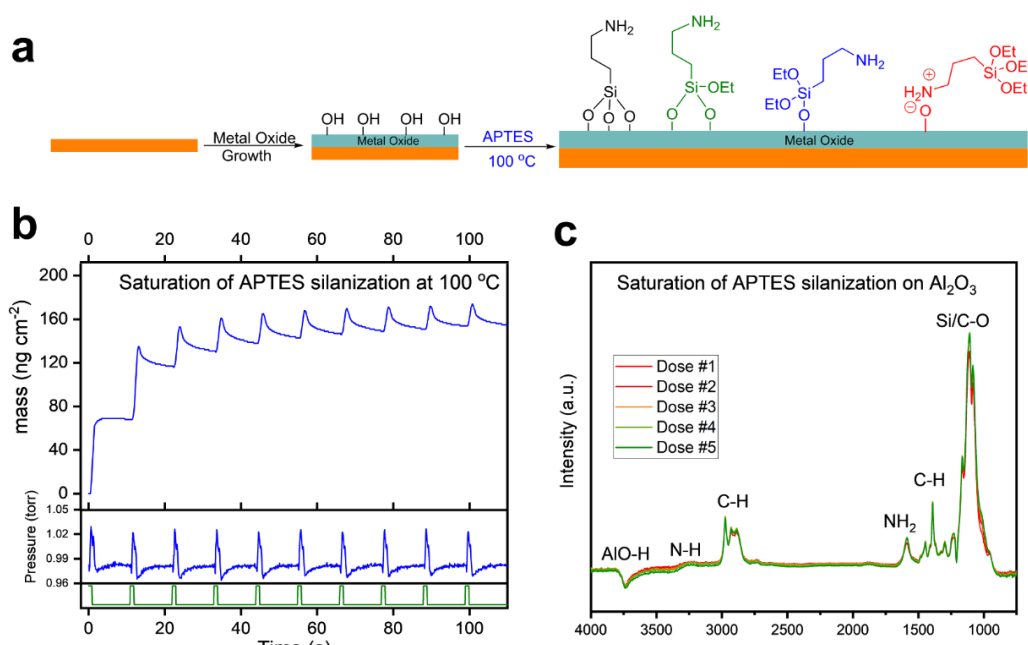 a
OH OH OH OH
Metal Oxide
Growth
Metal Oxide
APTES
100 °C
NH2
Si
O O O
NH2
Si OEt
O O
EtO
EtO Si
O
NH2
OEt
Si OE
OEt
⊕
H2N
⊖ O
Metal Oxide
b
0 20 40 60 80 100
Saturation of APTES silanization at 100 °C
mass (ng cm-2)
200
160
120
80
40
0
Pressure (torr)
1.05
1.02
0.99
0.96
0 20 40 60 80 100
c
Saturation of APTES silanization on Al2O3
Intensity (a.u.)
Dose #1
Dose #2
Dose #3
Dose #4
Dose #5
AlO-H
N-H
C-H
NH2
C-H
Si/C-O
4000 3500 3000 2500 2000 1500 1000